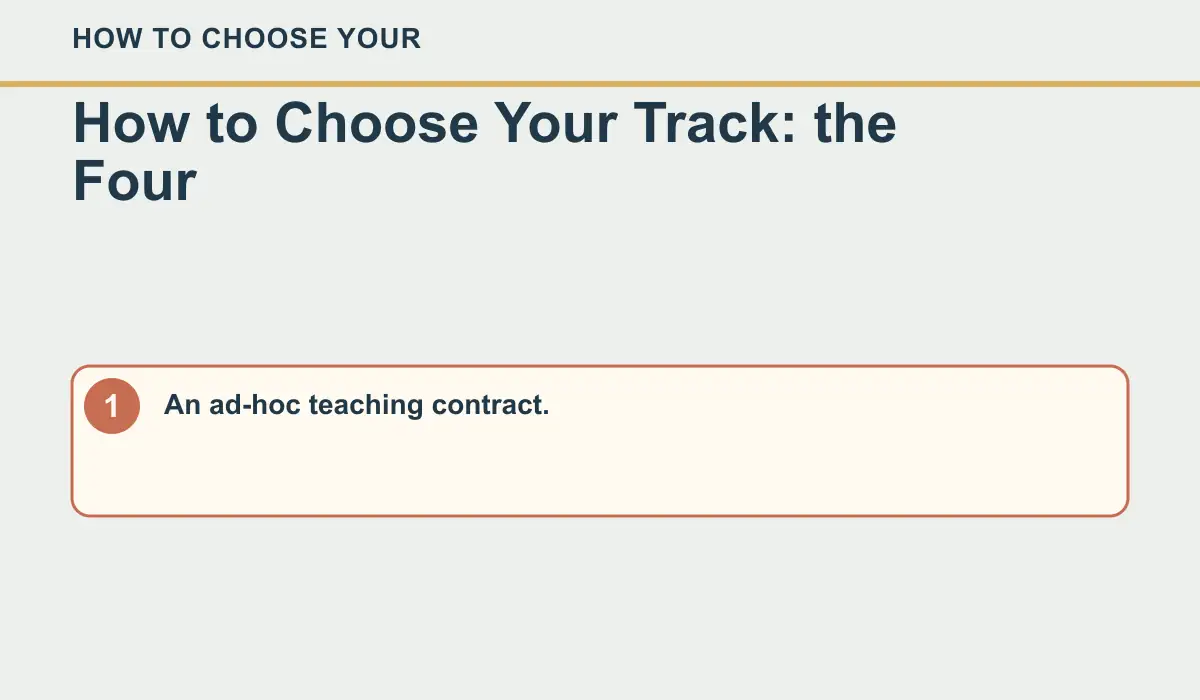 HOW TO CHOOSE YOUR
How to Choose Your Track: the
Four
1
An ad-hoc teaching contract.